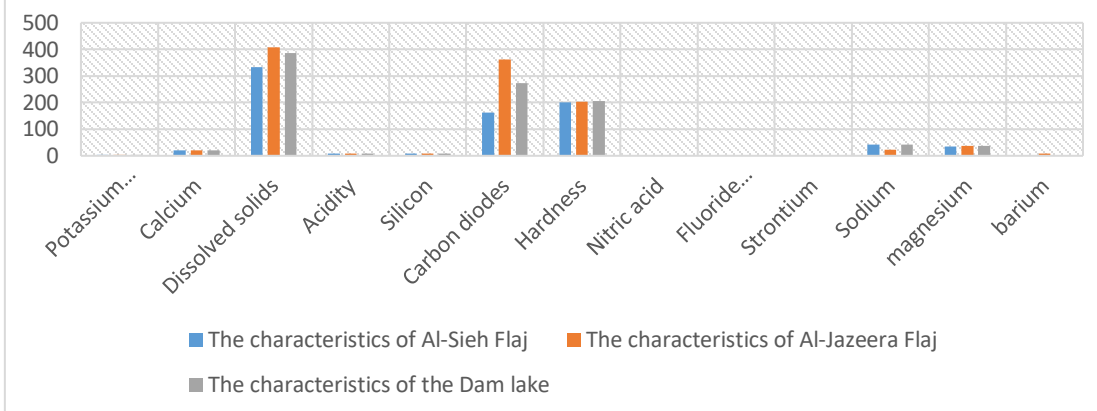 500
400
300
200
100
0
Potassium...
Calcium
Dissolved solids
Acidity
Silicon
Carbon diodes
Hardness
Nitric acid
Fluoride...
Strontium
Sodium
magnesium
barium
The characteristics of Al-Sieh Flaj
The characteristics of Al-Jazeera Flaj
The characteristics of the Dam lake